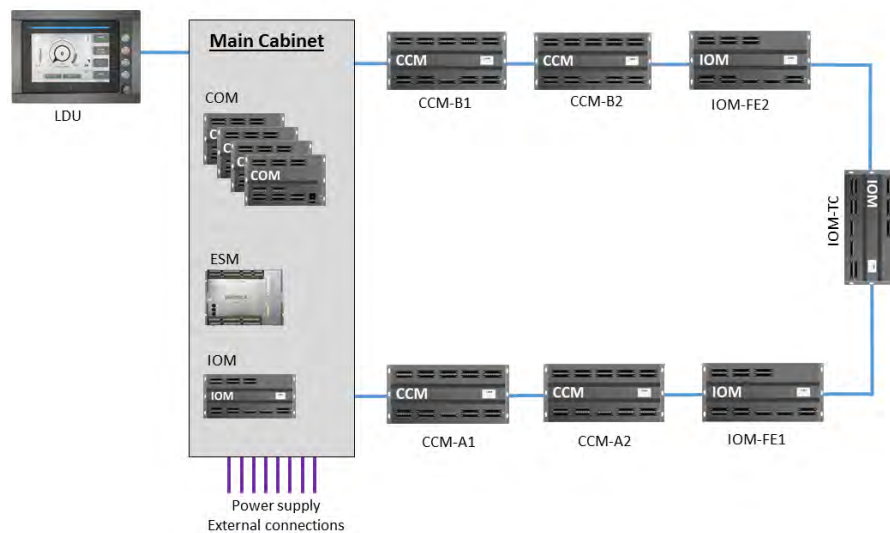 Main Cabinet
LDU
COM
COM
ESM
IOM
IOM
Power supply
External connections
CCM
CCM-B1
CCM
CCM-B2
IOM
IOM-FE2
IOM
IOM-TC
CCM
CCM-A1
CCM
CCM-A2
IOM
IOM-FE1